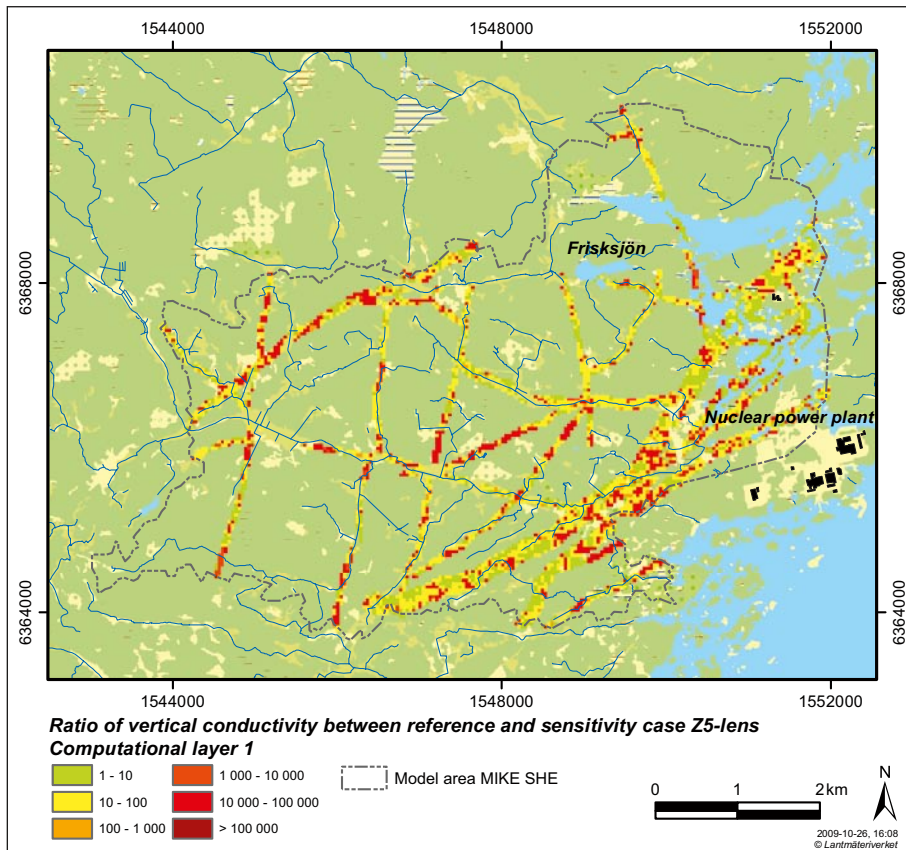 1544000 1548000 1552000
6368000 6368000
Frisksjön
Nuclear power plant
6364000 6364000
1544000 1548000 1552000
Ratio of vertical conductivity between reference and sensitivity case Z5-lens
Computational layer 1
1 - 10
10 - 100
100 - 1 000
1 000 - 10 000
10 000 - 100 000
> 100 000
Model area MIKE SHE
0 1 2 km
N
2009-10-26, 16:08
© Lantmäteriverket